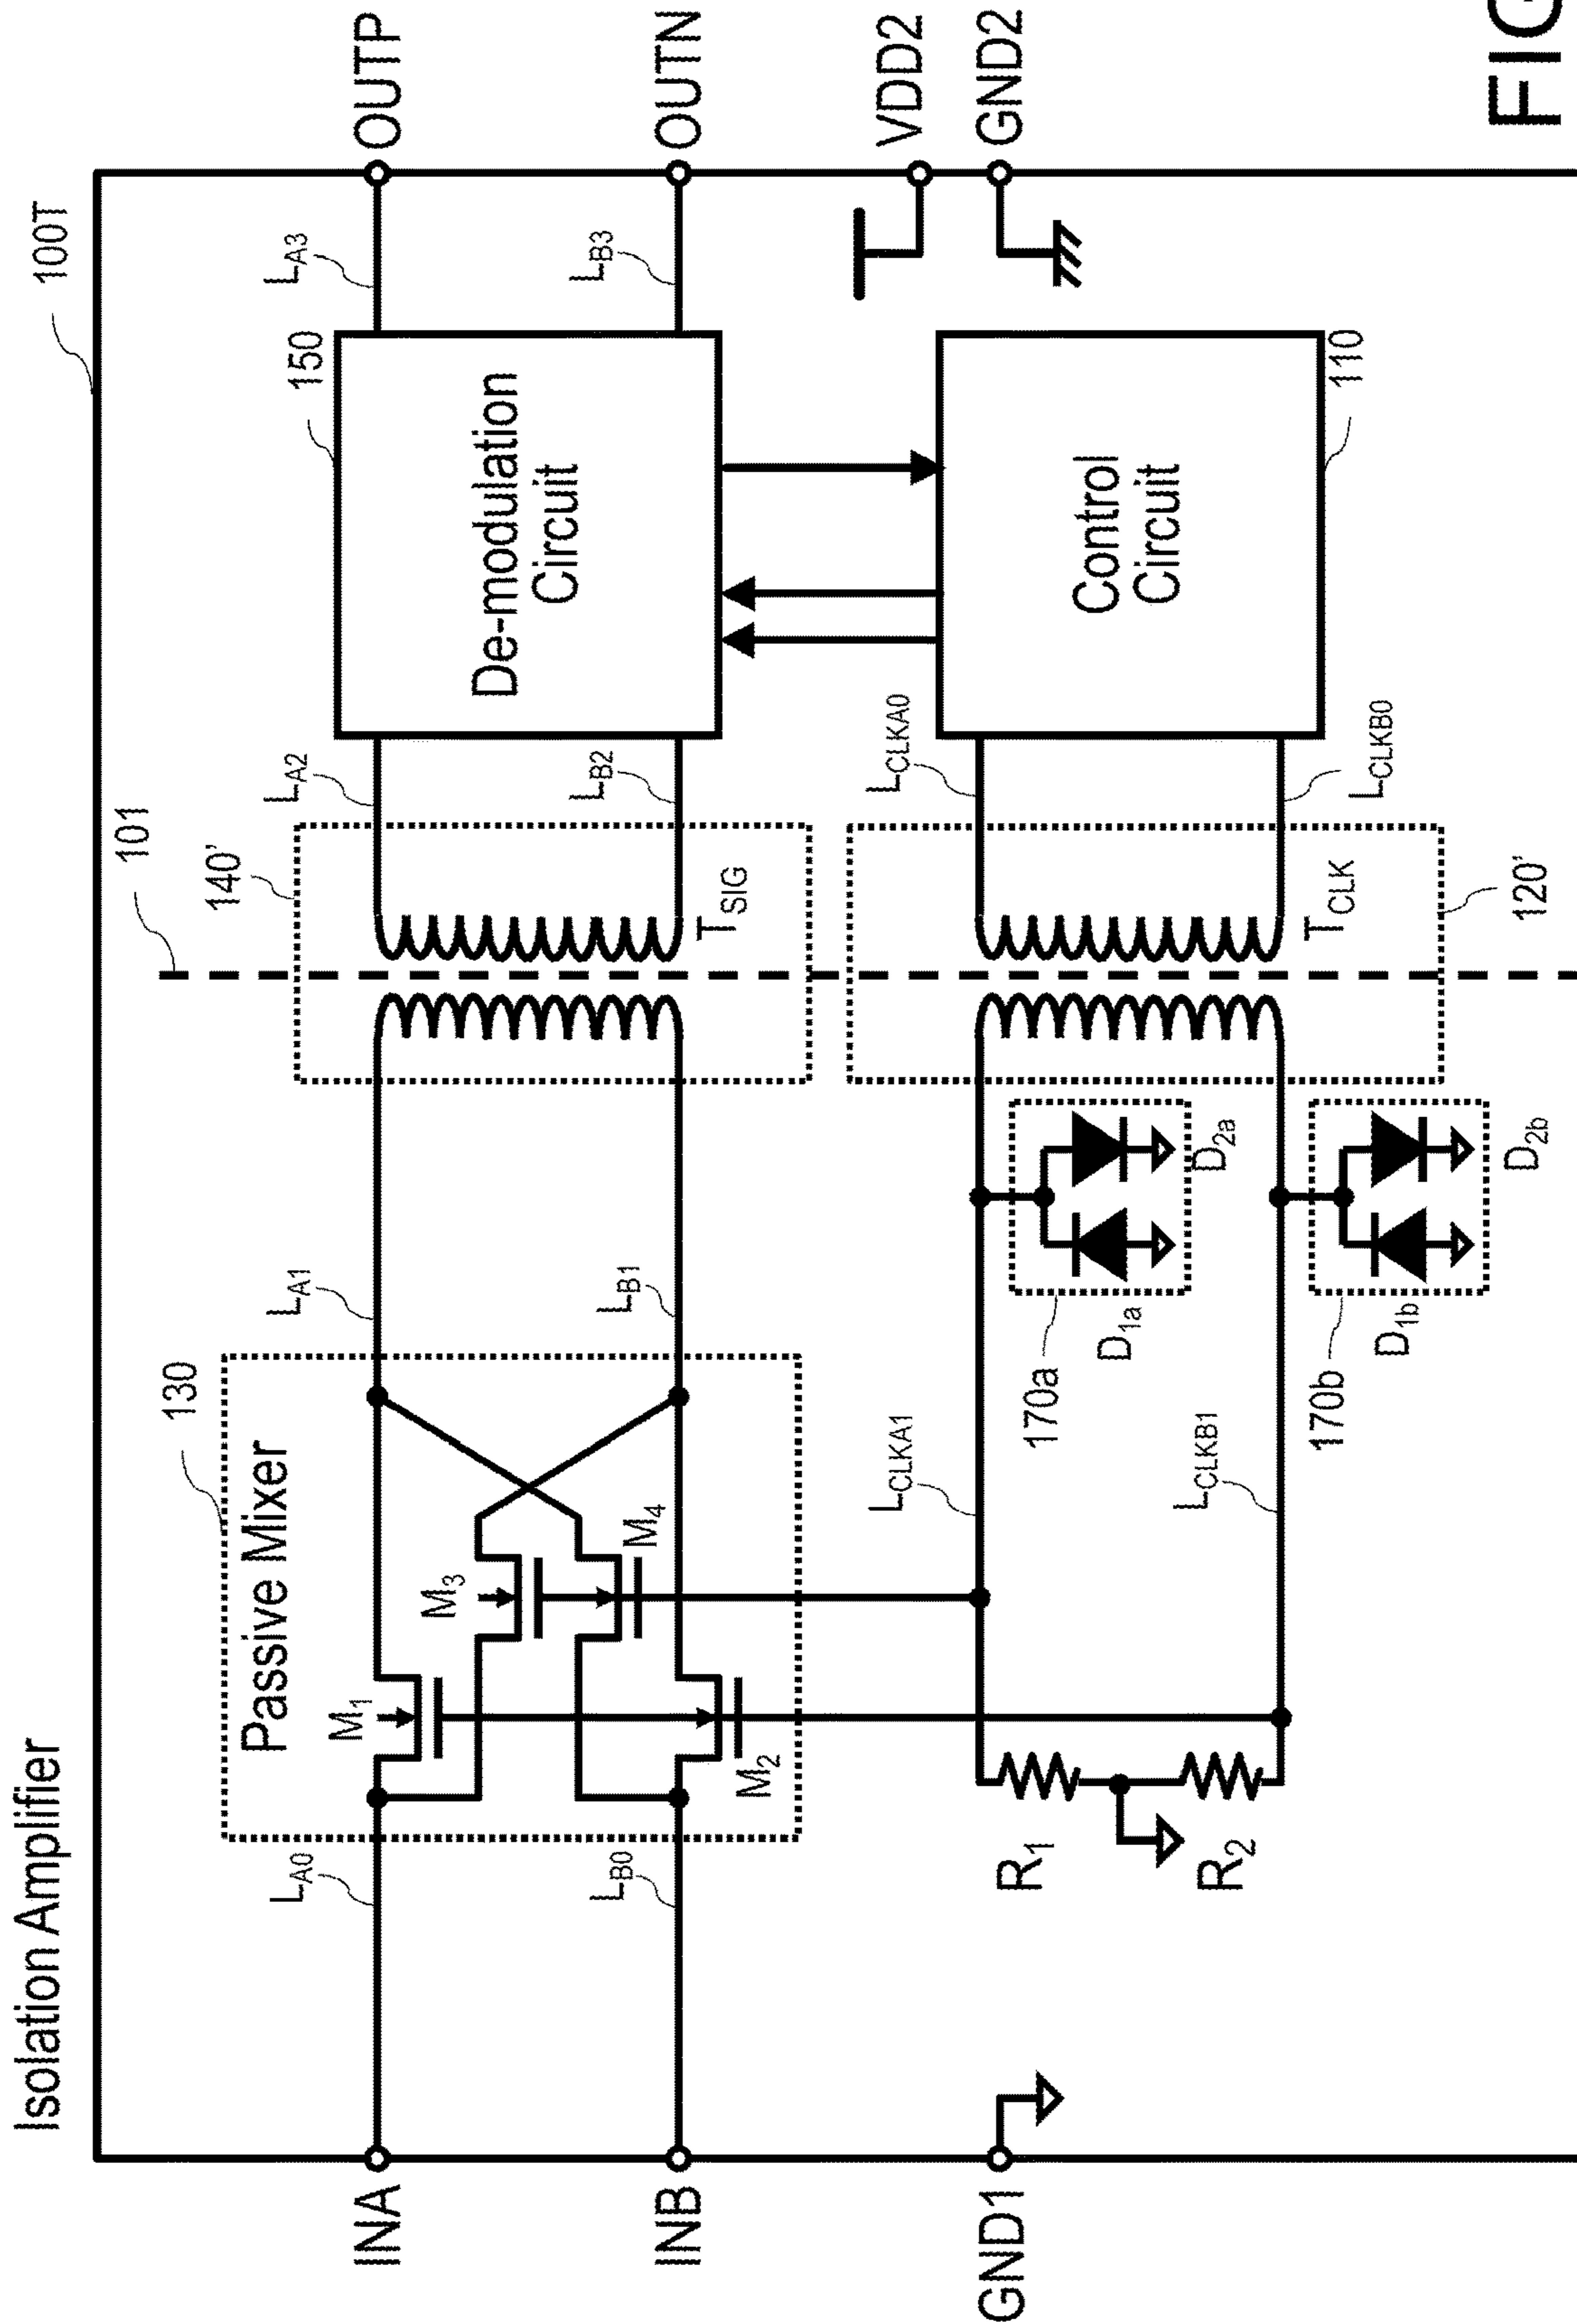 Isolation Amplifier
100T
101
130
140'
150
Passive Mixer
M1
M3
M4
M2
LA0
LB0
LA1
LB1
LA2
LB2
LA3
LB3
TSIG
De-modulation
Circuit
INA
INB
OUTP
OUTN
VDD2
GND2
GND1
LCLKA1
LCLKB1
LCLKA0
LCLKB0
R1
R2
170a
D1a
D2a
170b
D1b
D2b
TCLK
120'
Control
Circuit
110